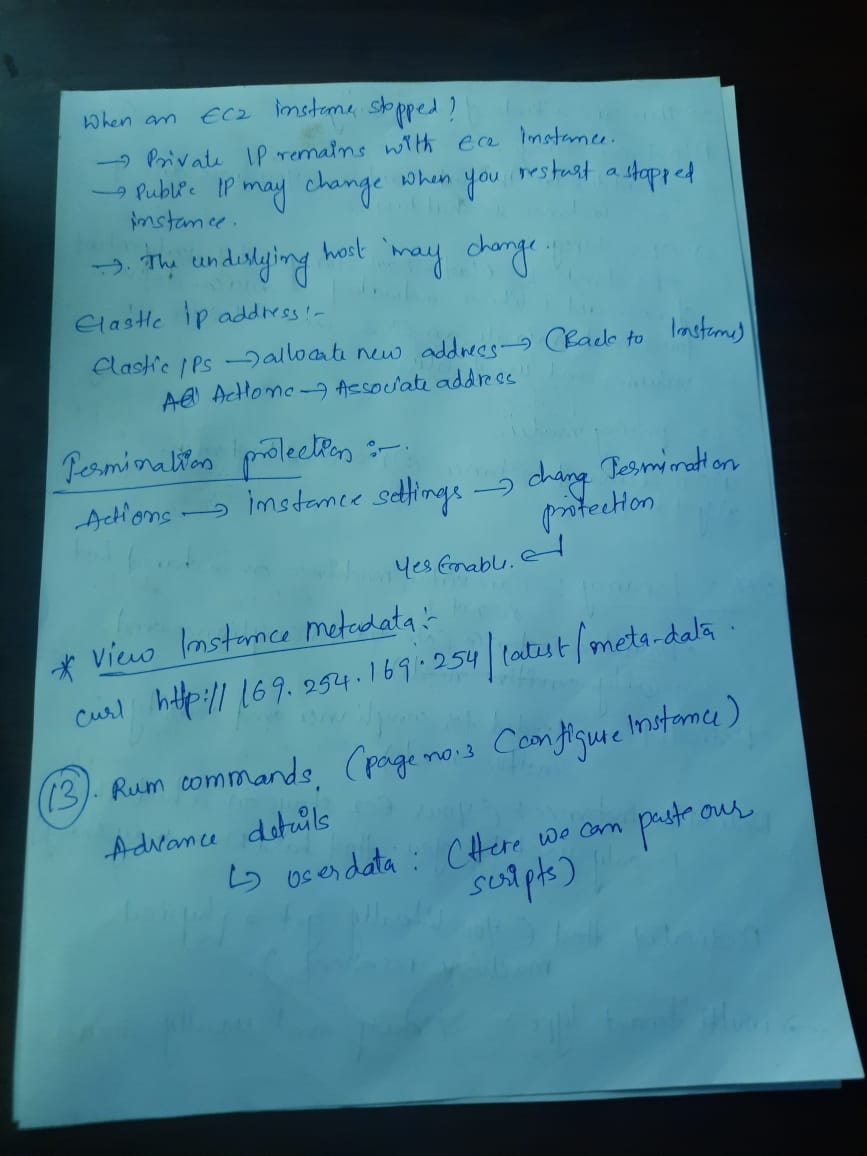 When an EC2 instance stopped?
→ Private IP remains with EC2 Instance.
→ Public IP may change when you restart a stopped
instance.
→. The underlying host may change.
Elastic ip address:-
Elastic IPs → allocate new address → (Back to Instance)
Actions → Associate address
Termination protection :-.
Actions → instance settings → chang Termination
protection
Yes Enable. ↵
* View Instance metadata:-
curl http://169.254.169.254/latest/meta-data.
(13). Run commands. (page no:3 (configure Instance)
Advance details
↳ userdata : (Here we can paste our
scripts)